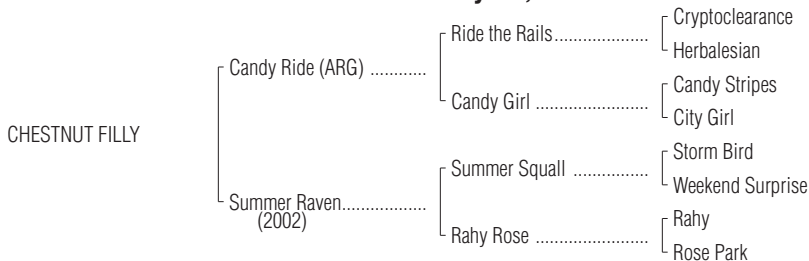 Cryptoclearance
Ride the Rails....................
Herbalesian
Candy Ride (ARG) ............
Candy Stripes
Candy Girl ........................
City Girl
CHESTNUT FILLY
Storm Bird
Summer Squall ................
Weekend Surprise
Summer Raven..................
(2002)
Rahy
Rahy Rose ........................
Rose Park